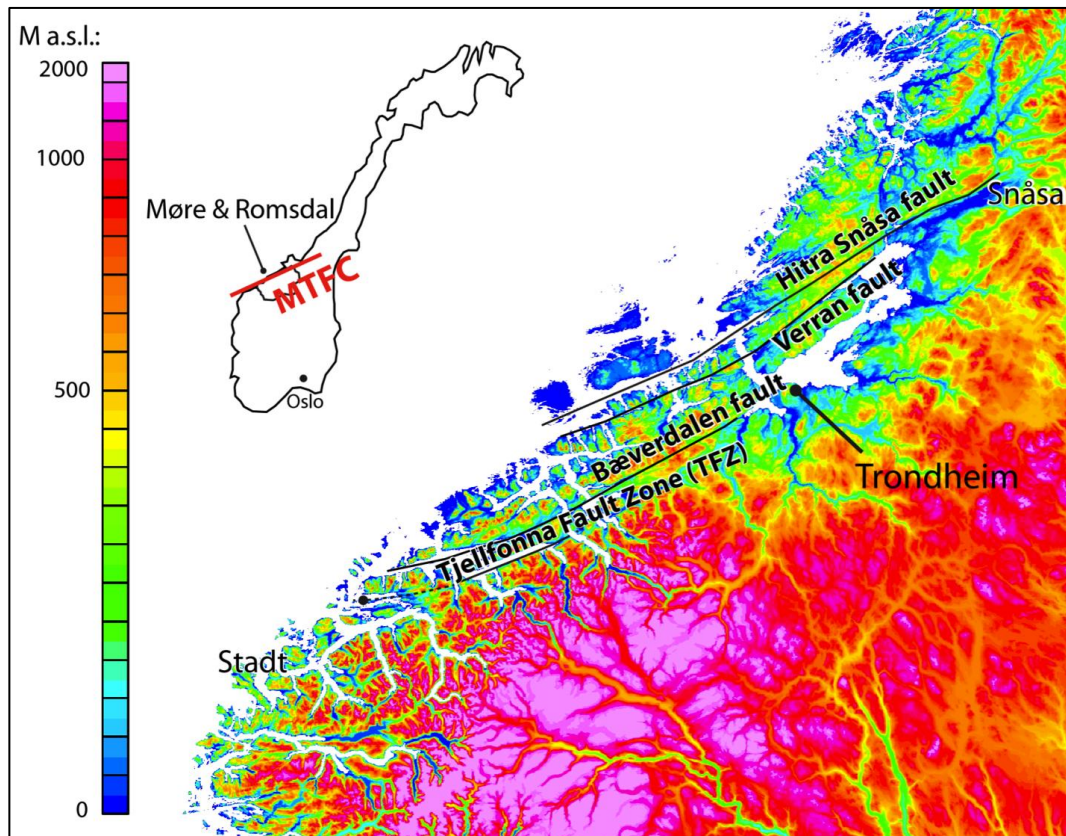 M a.s.l.:
2000
1000
500
0
Møre & Romsdal
MTFC
Oslo
Hitra Snåsa fault
Snåsa
Verran fault
Bæverdalen fault
Tjellfonna Fault Zone (TFZ)
Trondheim
Stadt